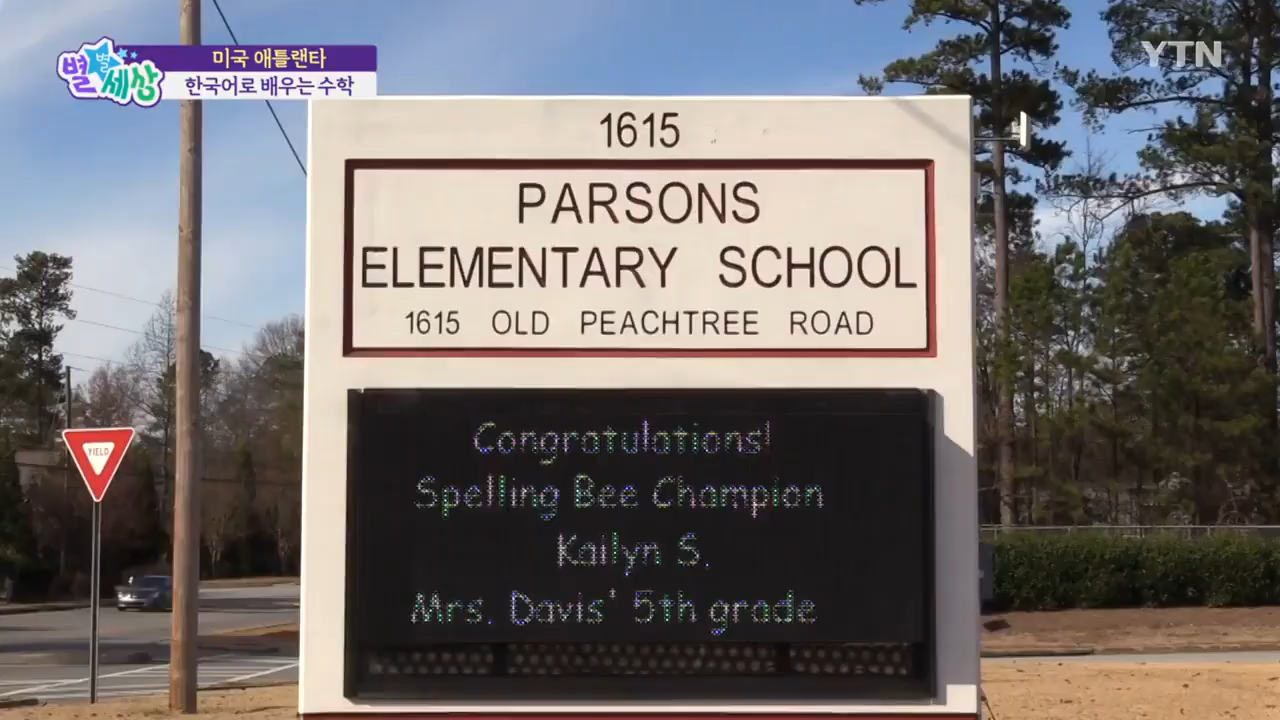 별별세상
미국 애틀랜타
한국어로 배우는 수학
YTN
1615
PARSONS
ELEMENTARY SCHOOL
1615 OLD PEACHTREE ROAD
Congratulations!
Spelling Bee Champion
Kailyn S.
Mrs. Davis' 5th grade
YIELD